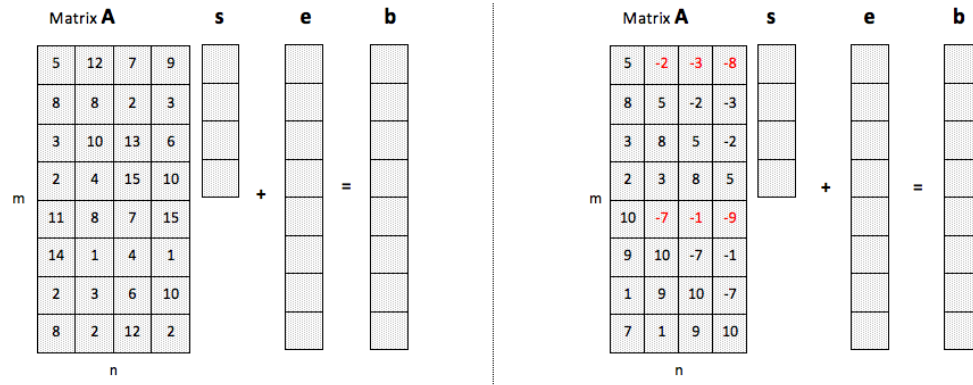 Matrix A s e b
5 12 7 9
8 8 2 3
3 10 13 6
2 4 15 10
m + =
11 8 7 15
14 1 4 1
2 3 6 10
8 2 12 2
n
Matrix A s e b
5 -2 -3 -8
8 5 -2 -3
3 8 5 -2
2 3 8 5
m + =
10 -7 -1 -9
9 10 -7 -1
1 9 10 -7
7 1 9 10
n